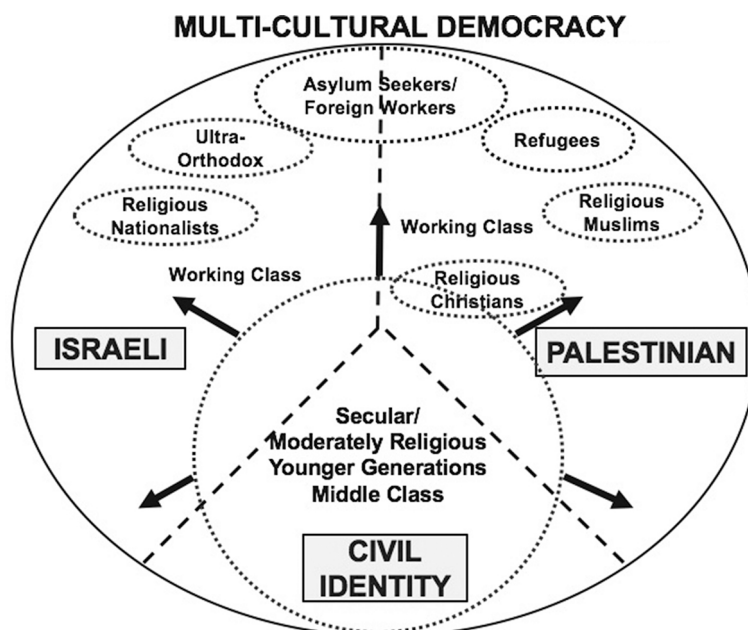 MULTI-CULTURAL DEMOCRACY
Asylum Seekers/
Foreign Workers
Ultra-
Orthodox
Refugees
Religious
Nationalists
Religious
Muslims
Working Class
Working Class
Religious
Christians
ISRAELI
PALESTINIAN
Secular/
Moderately Religious
Younger Generations
Middle Class
CIVIL
IDENTITY